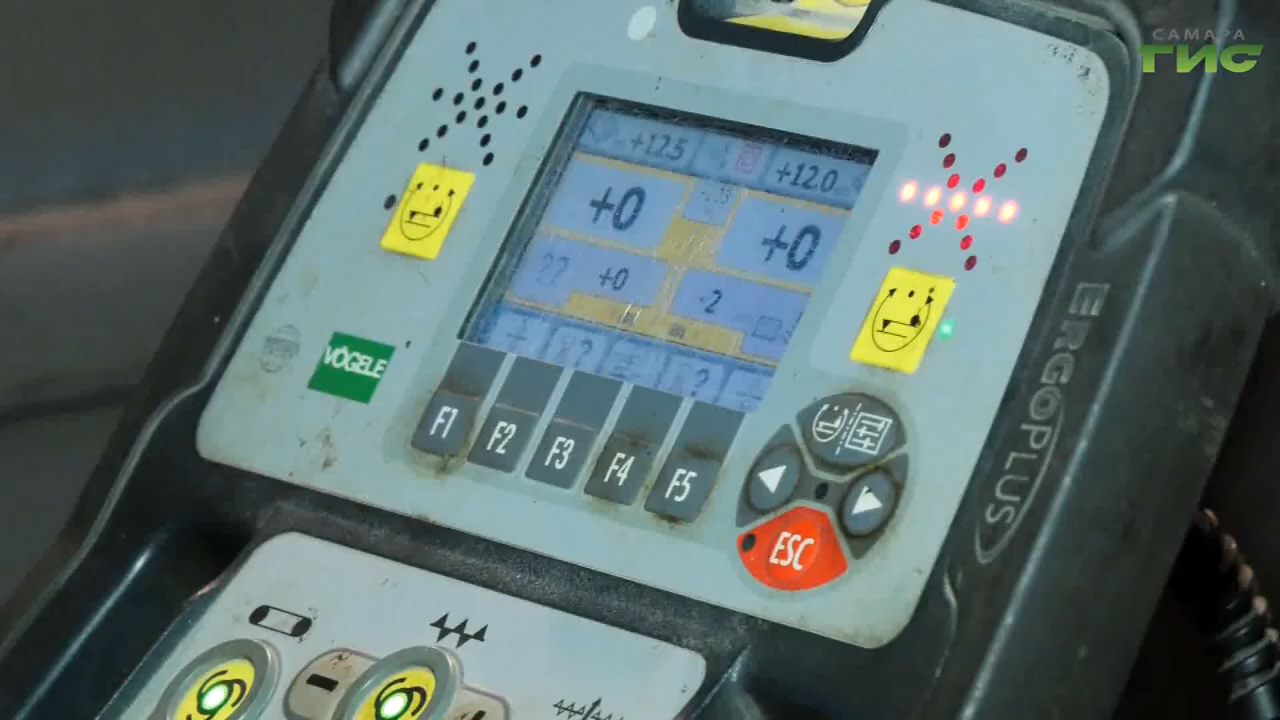 САМАРА
ГИС
+12.5
+12.0
+0
+0
?? +0
-2
?
?
VÖGELE
F1
F2
F3
F4
F5
ESC
ERGOPLUS